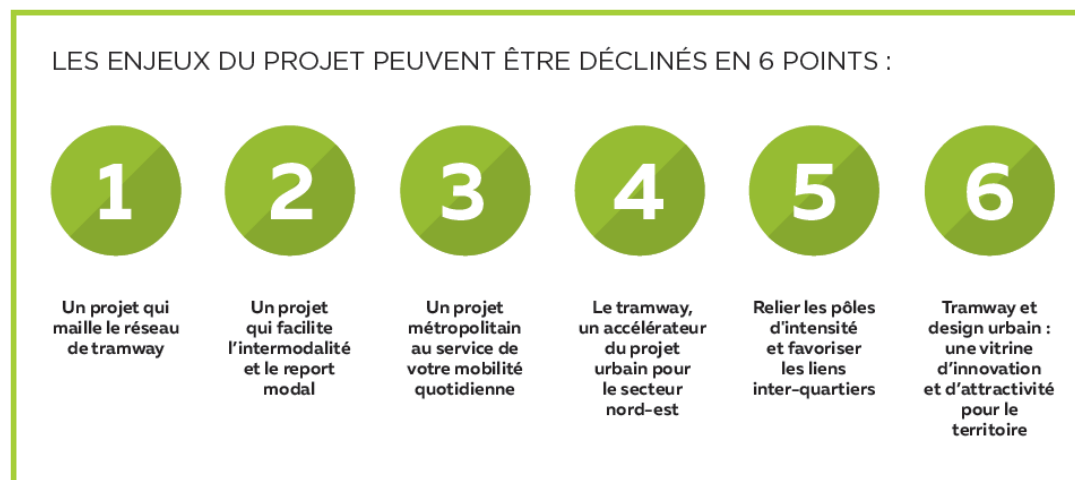 LES ENJEUX DU PROJET PEUVENT ÊTRE DÉCLINÉS EN 6 POINTS :
1
Un projet qui
maille le réseau
de tramway
2
Un projet
qui facilite
l'intermodalité
et le report
modal
3
Un projet
métropolitain
au service de
votre mobilité
quotidienne
4
Le tramway,
un accélérateur
du projet
urbain pour
le secteur
nord-est
5
Relier les pôles
d'intensité
et favoriser
les liens
inter-quartiers
6
Tramway et
design urbain :
une vitrine
d'innovation
et d'attractivité
pour le
territoire